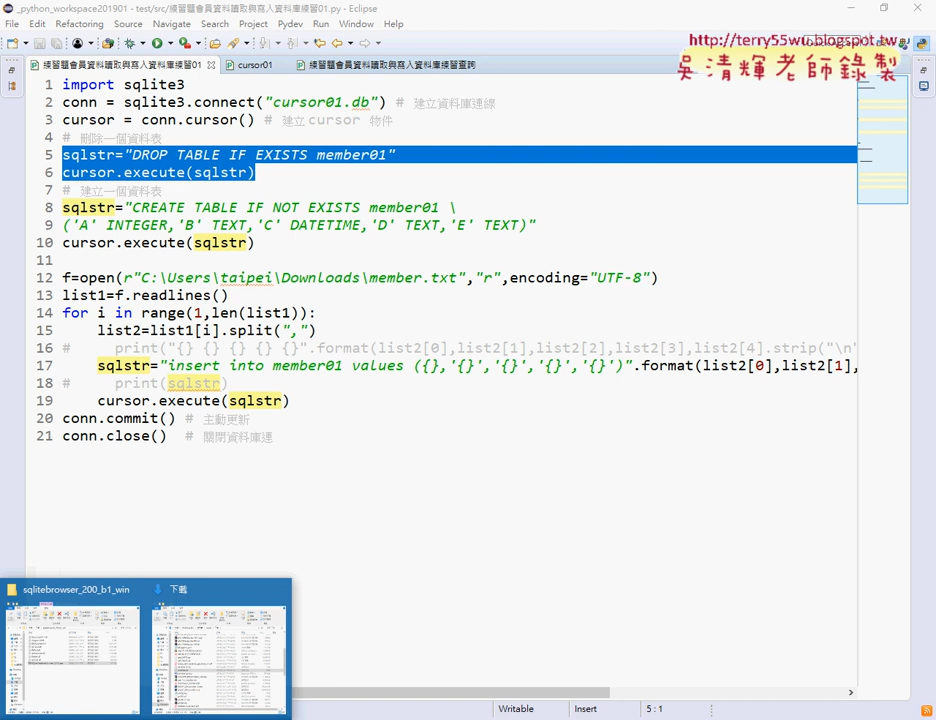 _python_workspace201901 - test/src/練習題會員資料讀取與寫入資料庫練習01.py - Eclipse
File Edit Refactoring Source Navigate Search Project Pydev Run Window Help
http://terry55wu.blogspot.tw
吳清輝老師錄製
練習題會員資料讀取與寫入資料庫練習01 cursor01 練習題會員資料讀取與寫入資料庫練習查詢
1 import sqlite3
2 conn = sqlite3.connect("cursor01.db") # 建立資料庫連線
3 cursor = conn.cursor() # 建立 cursor 物件
4 # 刪除一個資料表
5 sqlstr="DROP TABLE IF EXISTS member01"
6 cursor.execute(sqlstr)
7 # 建立一個資料表
8 sqlstr="CREATE TABLE IF NOT EXISTS member01 \
9 ('A' INTEGER,'B' TEXT,'C' DATETIME,'D' TEXT,'E' TEXT)"
10 cursor.execute(sqlstr)
11
12 f=open(r"C:\Users\taipei\Downloads\member.txt","r",encoding="UTF-8")
13 list1=f.readlines()
14 for i in range(1,len(list1)):
15 list2=list1[i].split(",")
16 # print("{} {} {} {} {}".format(list2[0],list2[1],list2[2],list2[3],list2[4].strip("\n"
17 sqlstr="insert into member01 values ({},'{}','{}','{}','{}')".format(list2[0],list2[1],
18 # print(sqlstr)
19 cursor.execute(sqlstr)
20 conn.commit() # 主動更新
21 conn.close() # 關閉資料庫連
sqlitebrowser_200_b1_win 下載
Writable Insert 5 : 1